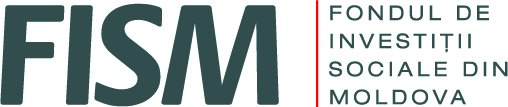 FISM
FONDUL DE
INVESTIȚII
SOCIALE DIN
MOLDOVA